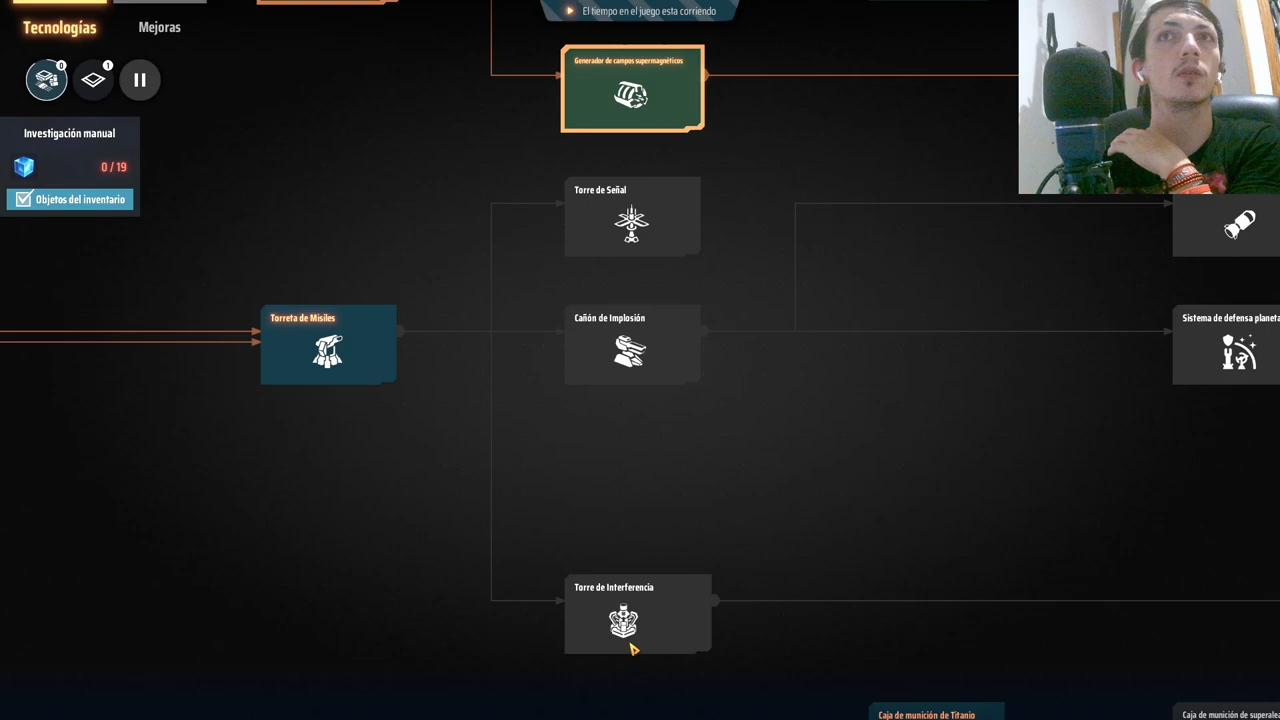 El tiempo en el juego esta corriendo
Tecnologías
Mejoras
Generador de campos supermagnéticos
0
1
Investigación manual
0 / 19
Objetos del inventario
Torre de Señal
Torreta de Misiles
Cañón de Implosión
Sistema de defensa planeta
Torre de Interferencia
Caja de munición de Titanio
Caja de munición de superalea